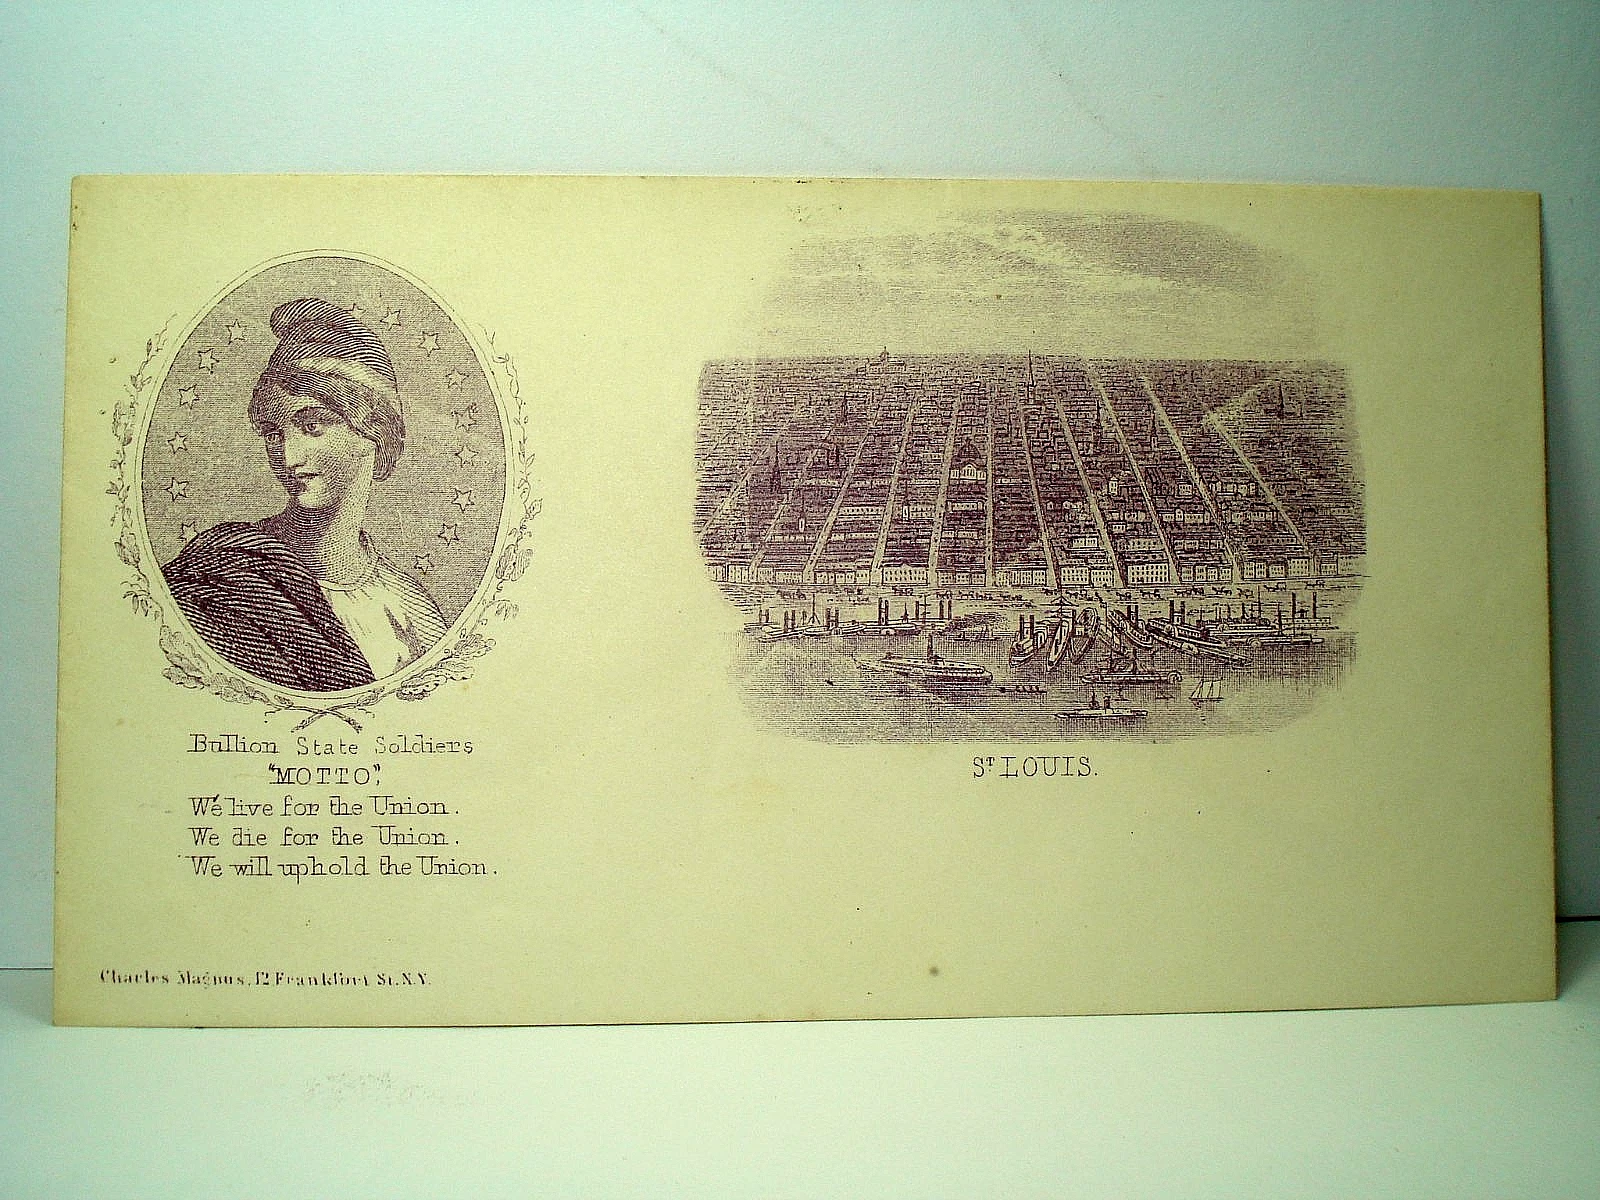 Bullion State Soldiers
"MOTTO",
We live for the Union.
We die for the Union.
We will uphold the Union.
ST LOUIS.
Charles Magnus, 12 Frankfort St. N.Y.